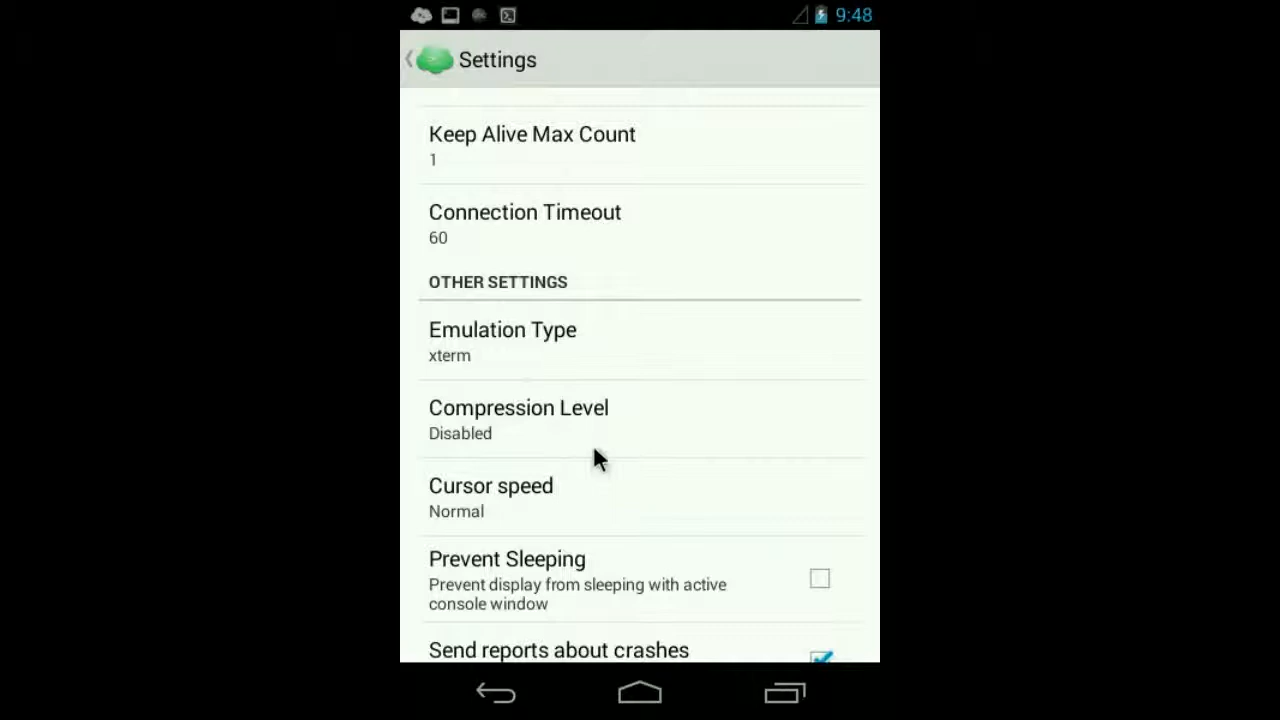 9:48
Settings
Keep Alive Max Count
1
Connection Timeout
60
OTHER SETTINGS
Emulation Type
xterm
Compression Level
Disabled
Cursor speed
Normal
Prevent Sleeping
Prevent display from sleeping with active
console window
Send reports about crashes